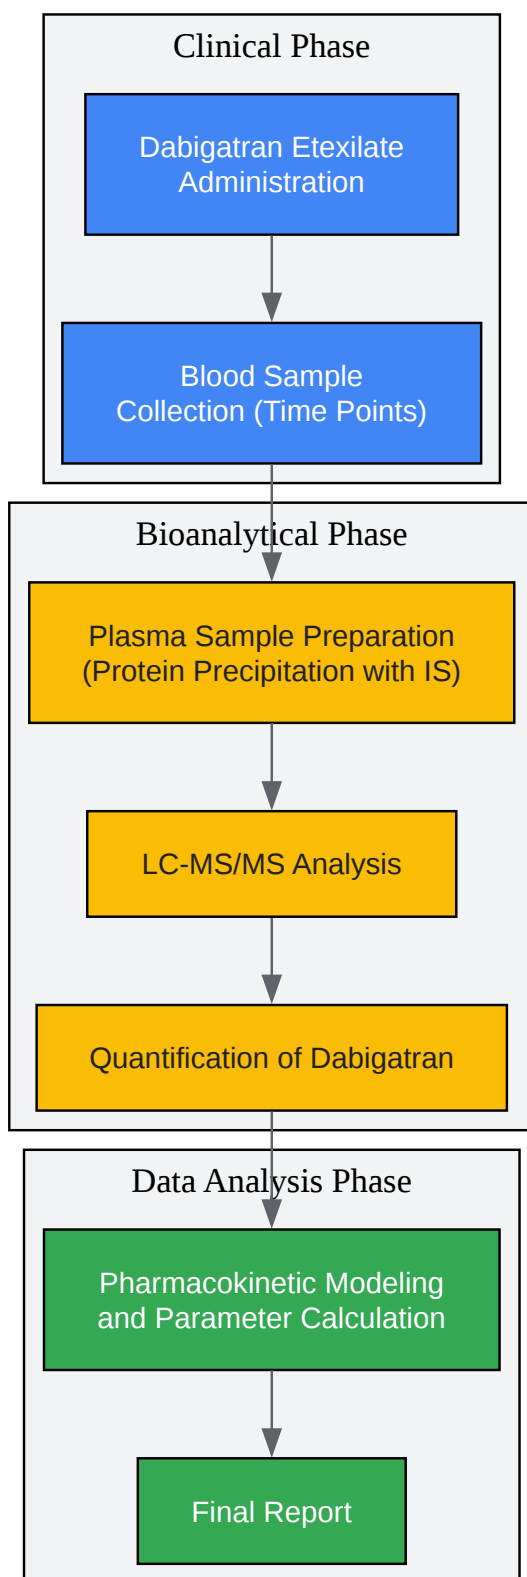 Clinical Phase
Dabigatran Etexilate
Administration
Blood Sample
Collection (Time Points)
Bioanalytical Phase
Plasma Sample Preparation
(Protein Precipitation with IS)
LC-MS/MS Analysis
Quantification of Dabigatran
Data Analysis Phase
Pharmacokinetic Modeling
and Parameter Calculation
Final Report